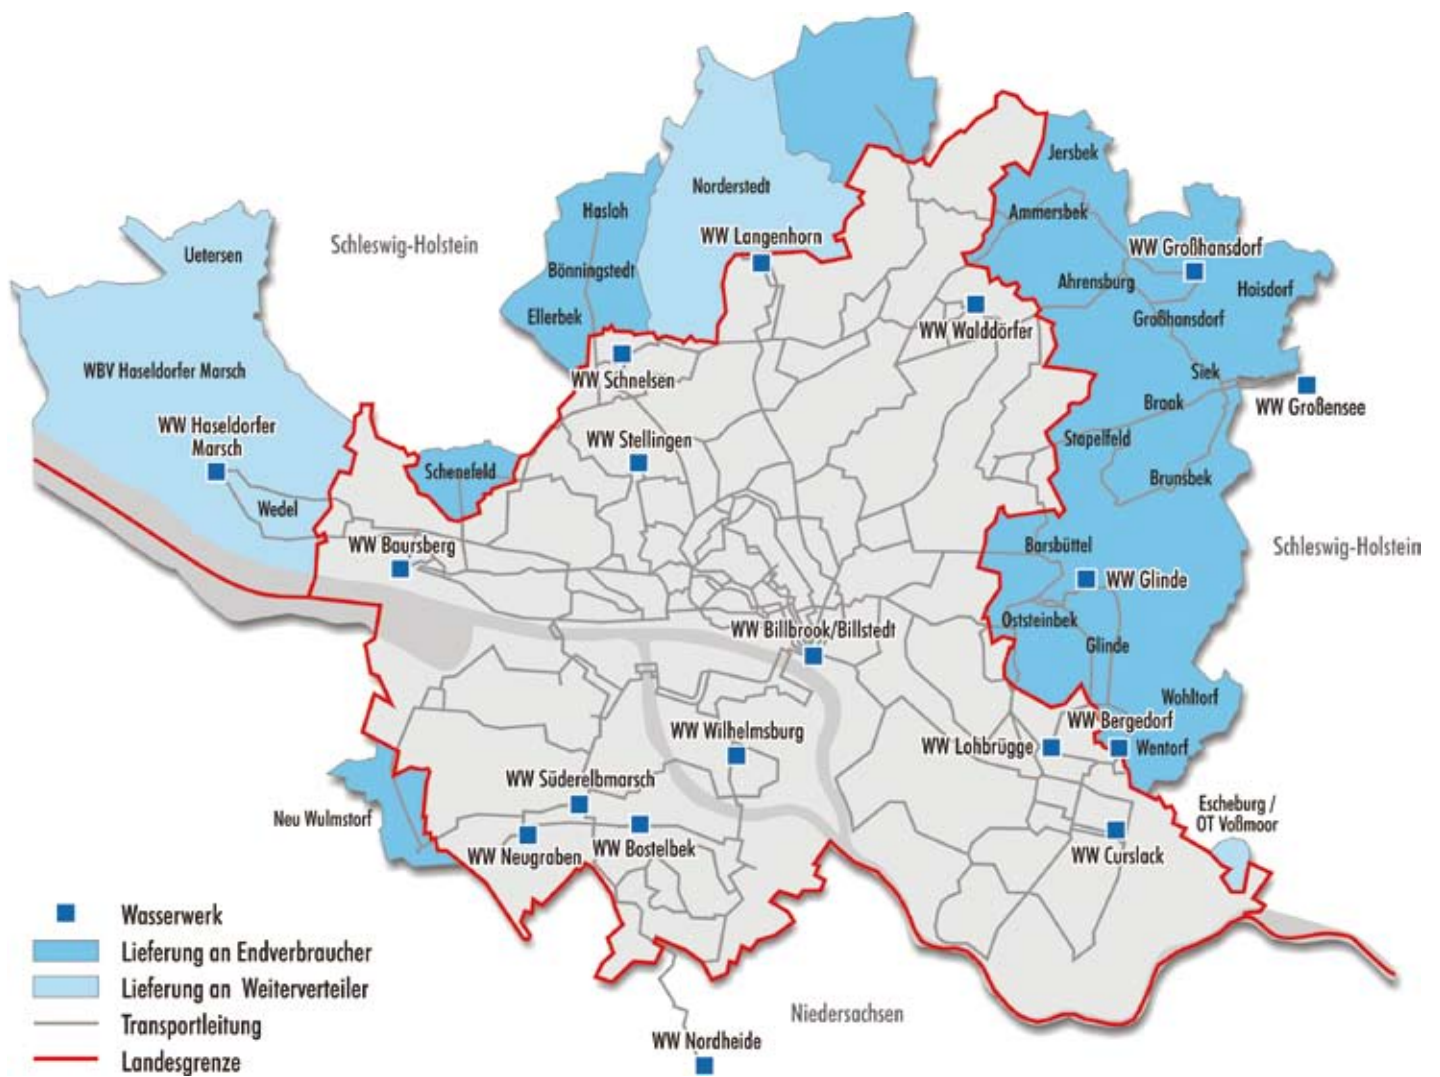 Jersbek
Norderstedt
Hasloh
Ammersbek
WW Langenhorn
Schleswig-Holstein
WW Großhansdorf
Uetersen
Bönningstedt
Ahrensburg
Hoisdorf
Ellerbek
Großhansdorf
WW Walddörfer
WBV Haseldorfer Marsch
WW Schnelsen
Siek
Braak
WW Großensee
WW Haseldorfer
Marsch
WW Stellingen
Stapelfeld
Schenefeld
Brunsbek
Wedel
WW Baursberg
Barsbüttel
Schleswig-Holstein
WW Glinde
Oststeinbek
WW Billbrook/Billstedt
Glinde
Wohltorf
WW Bergedorf
WW Wilhelmsburg
WW Lohbrügge
Wentorf
WW Süderelbmarsch
Escheburg /
OT Voßmoor
Neu Wulmstorf
WW Neugraben
WW Bostelbek
WW Curslack
Wasserwerk
Lieferung an Endverbraucher
Lieferung an Weiterverteiler
Transportleitung
Landesgrenze
Niedersachsen
WW Nordheide